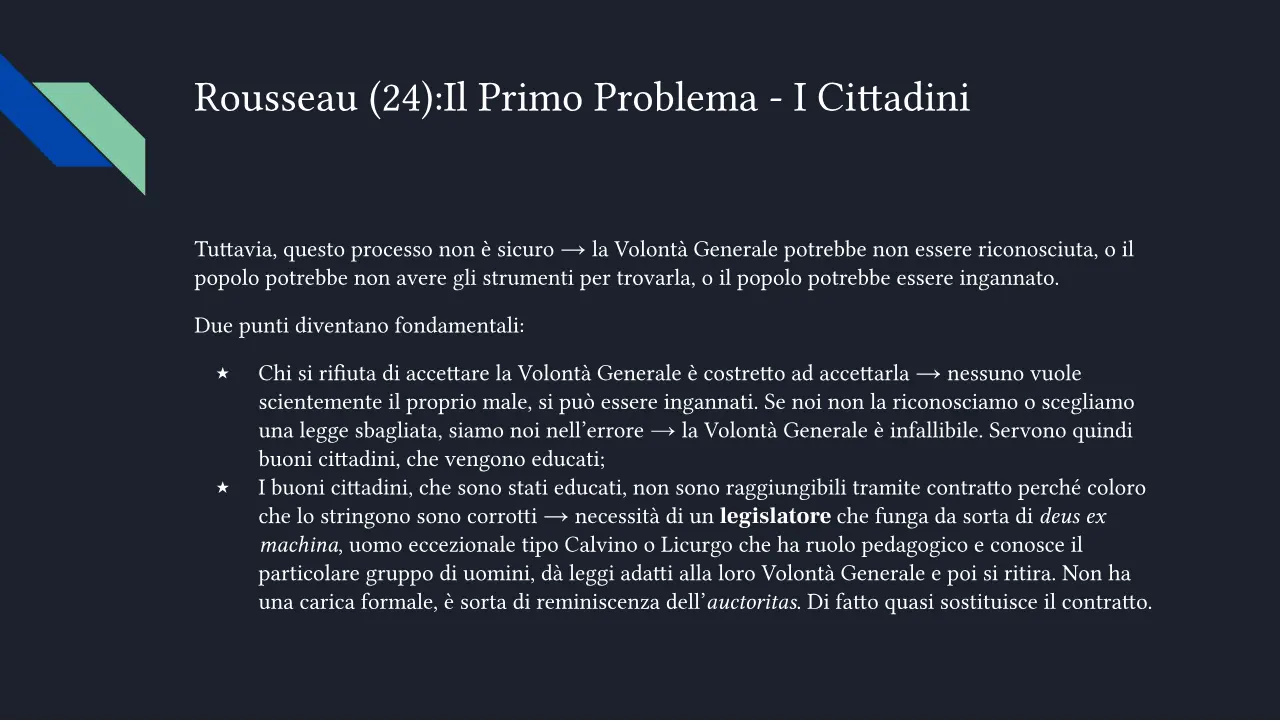 Rousseau (24):Il Primo Problema - I Cittadini
Tuttavia, questo processo non è sicuro → la Volontà Generale potrebbe non essere riconosciuta, o il
popolo potrebbe non avere gli strumenti per trovarla, o il popolo potrebbe essere ingannato.
Due punti diventano fondamentali:
★ Chi si rifiuta di accettare la Volontà Generale è costretto ad accettarla → nessuno vuole
scientemente il proprio male, si può essere ingannati. Se noi non la riconosciamo o scegliamo
una legge sbagliata, siamo noi nell’errore → la Volontà Generale è infallibile. Servono quindi
buoni cittadini, che vengono educati;
★ I buoni cittadini, che sono stati educati, non sono raggiungibili tramite contratto perché coloro
che lo stringono sono corrotti → necessità di un legislatore che funga da sorta di deus ex
machina, uomo eccezionale tipo Calvino o Licurgo che ha ruolo pedagogico e conosce il
particolare gruppo di uomini, dà leggi adatti alla loro Volontà Generale e poi si ritira. Non ha
una carica formale, è sorta di reminiscenza dell’auctoritas. Di fatto quasi sostituisce il contratto.